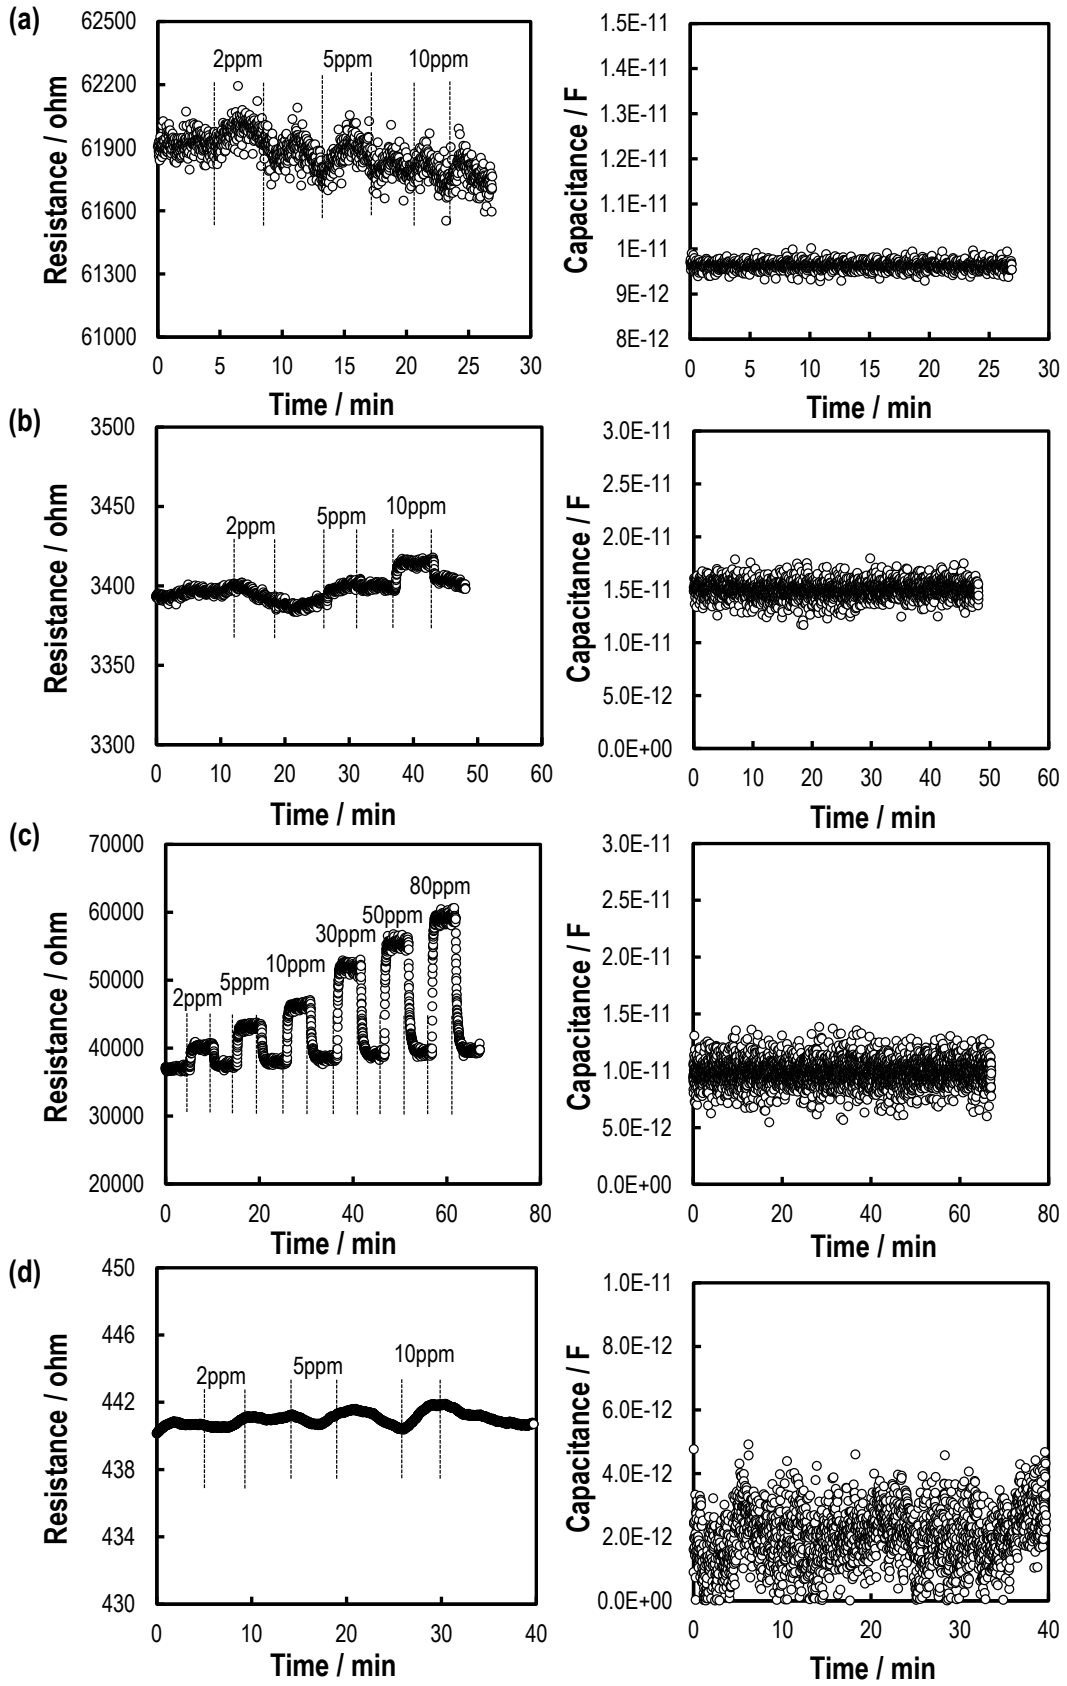 (a)
62500
62200
61900
61600
61300
61000
Resistance / ohm
2ppm
5ppm
10ppm
0 5 10 15 20 25 30
Time / min
1.5E-11
1.4E-11
1.3E-11
1.2E-11
1.1E-11
1E-11
9E-12
8E-12
Capacitance / F
0 5 10 15 20 25 30
Time / min
(b)
3500
3450
3400
3350
3300
Resistance / ohm
2ppm
5ppm
10ppm
0 10 20 30 40 50 60
Time / min
3.0E-11
2.5E-11
2.0E-11
1.5E-11
1.0E-11
5.0E-12
0.0E+00
Capacitance / F
0 10 20 30 40 50 60
Time / min
(c)
70000
60000
50000
40000
30000
20000
Resistance / ohm
2ppm
5ppm
10ppm
30ppm
50ppm
80ppm
0 20 40 60 80
Time / min
3.0E-11
2.5E-11
2.0E-11
1.5E-11
1.0E-11
5.0E-12
0.0E+00
Capacitance / F
0 20 40 60 80
Time / min
(d)
450
446
442
438
434
430
Resistance / ohm
2ppm
5ppm
10ppm
0 10 20 30 40
Time / min
1.0E-11
8.0E-12
6.0E-12
4.0E-12
2.0E-12
0.0E+00
Capacitance / F
0 10 20 30 40
Time / min